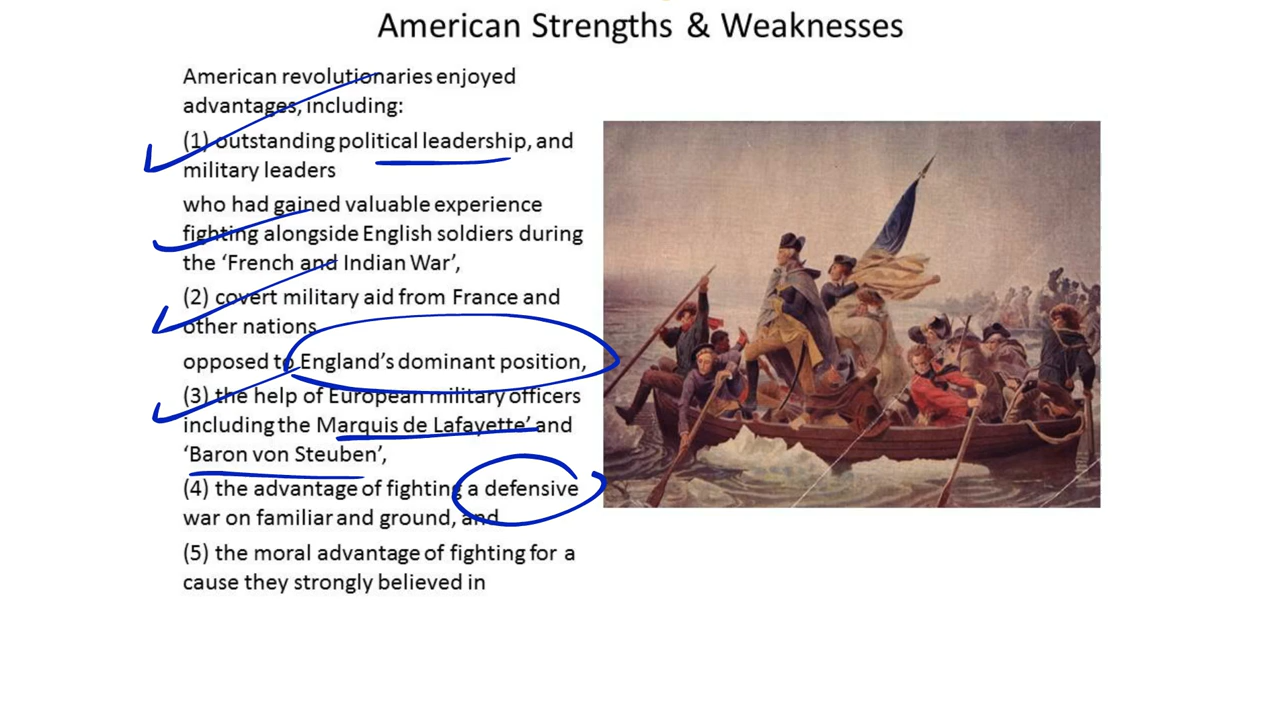 American Strengths & Weaknesses
American revolutionaries enjoyed
advantages, including:
(1) outstanding political leadership, and
military leaders
who had gained valuable experience
fighting alongside English soldiers during
the ‘French and Indian War’,
(2) covert military aid from France and
other nations
opposed to England’s dominant position,
(3) the help of European military officers
including the Marquis de Lafayette’ and
‘Baron von Steuben’,
(4) the advantage of fighting a defensive
war on familiar and ground, and
(5) the moral advantage of fighting for a
cause they strongly believed in